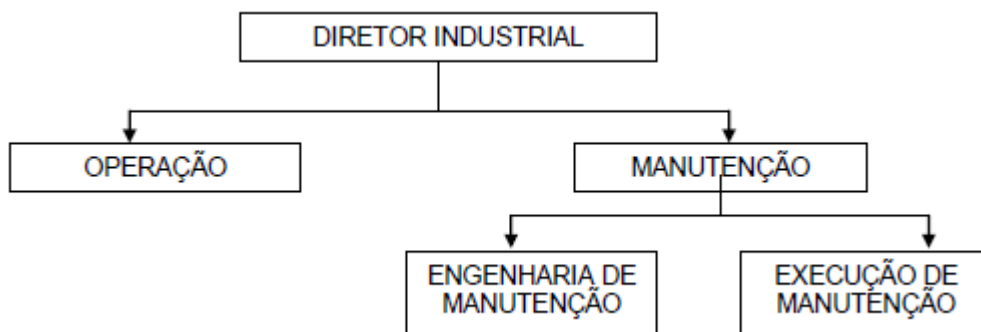 DIRETOR INDUSTRIAL
OPERAÇÃO
MANUTENÇÃO
ENGENHARIA DE
MANUTENÇÃO
EXECUÇÃO DE
MANUTENÇÃO